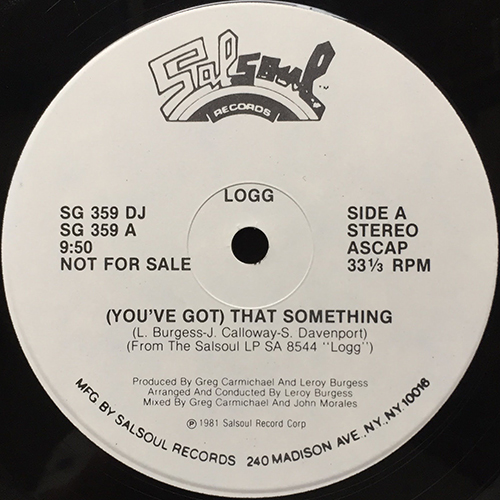 Salsoul
RECORDS
LOGG
SG 359 DJ
SG 359 A
9:50
NOT FOR SALE
SIDE A
STEREO
ASCAP
33⅓ RPM
(YOU'VE GOT) THAT SOMETHING
(L. Burgess-J. Calloway-S. Davenport)
(From The Salsoul LP SA 8544 "Logg")
Produced By Greg Carmichael And Leroy Burgess
Arranged And Conducted By Leroy Burgess
Mixed By Greg Carmichael And John Morales
℗ 1981 Salsoul Record Corp
MFG BY SALSOUL RECORDS 240 MADISON AVE, NY, NY 10016